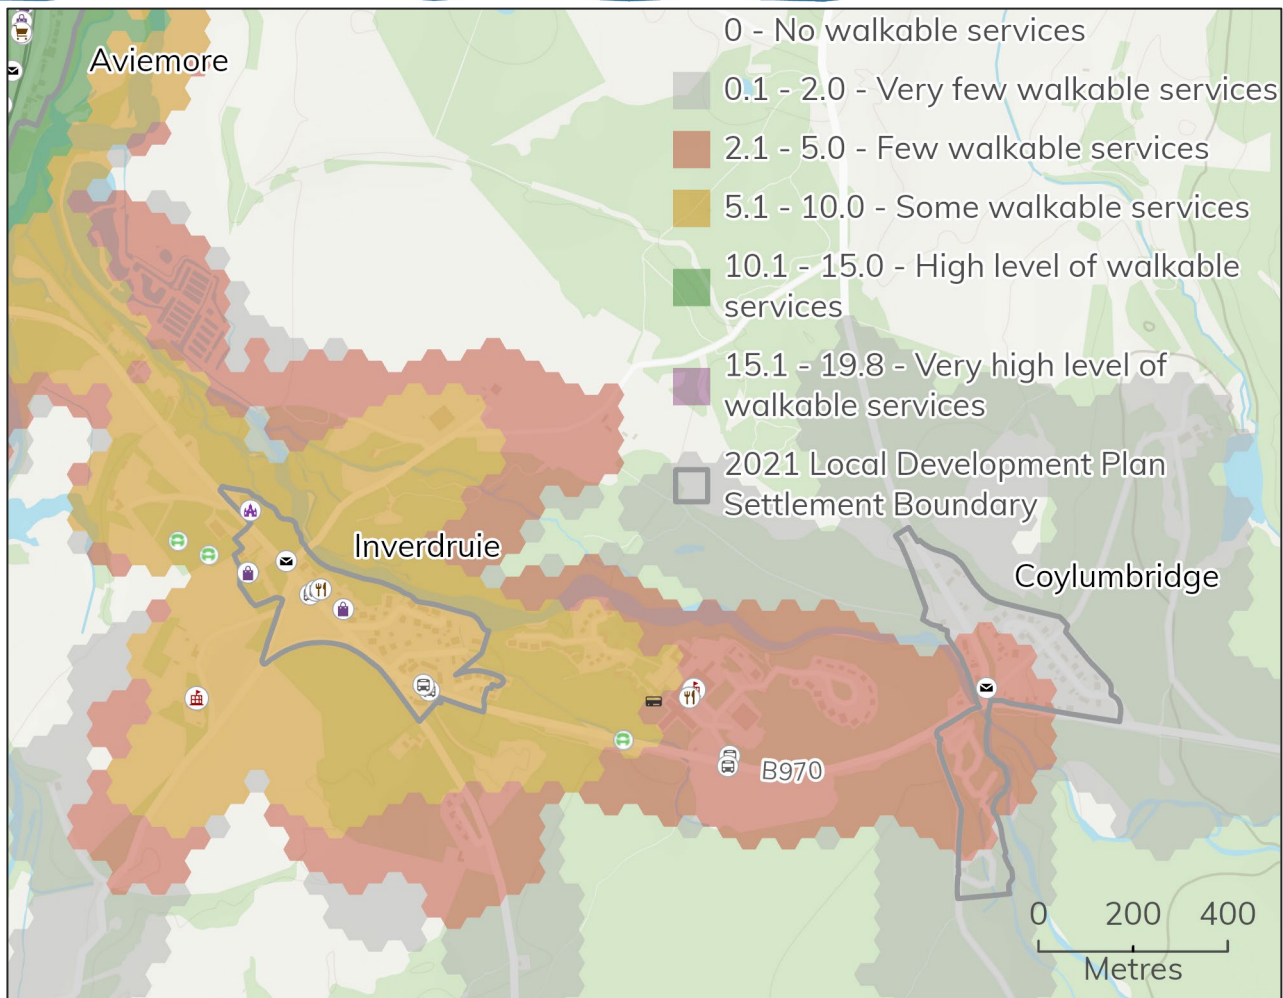 Aviemore
0 - No walkable services
0.1 - 2.0 - Very few walkable services
2.1 - 5.0 - Few walkable services
5.1 - 10.0 - Some walkable services
10.1 - 15.0 - High level of walkable
services
15.1 - 19.8 - Very high level of
walkable services
2021 Local Development Plan
Settlement Boundary
Inverdruie
Coylumbridge
B970
0 200 400
Metres